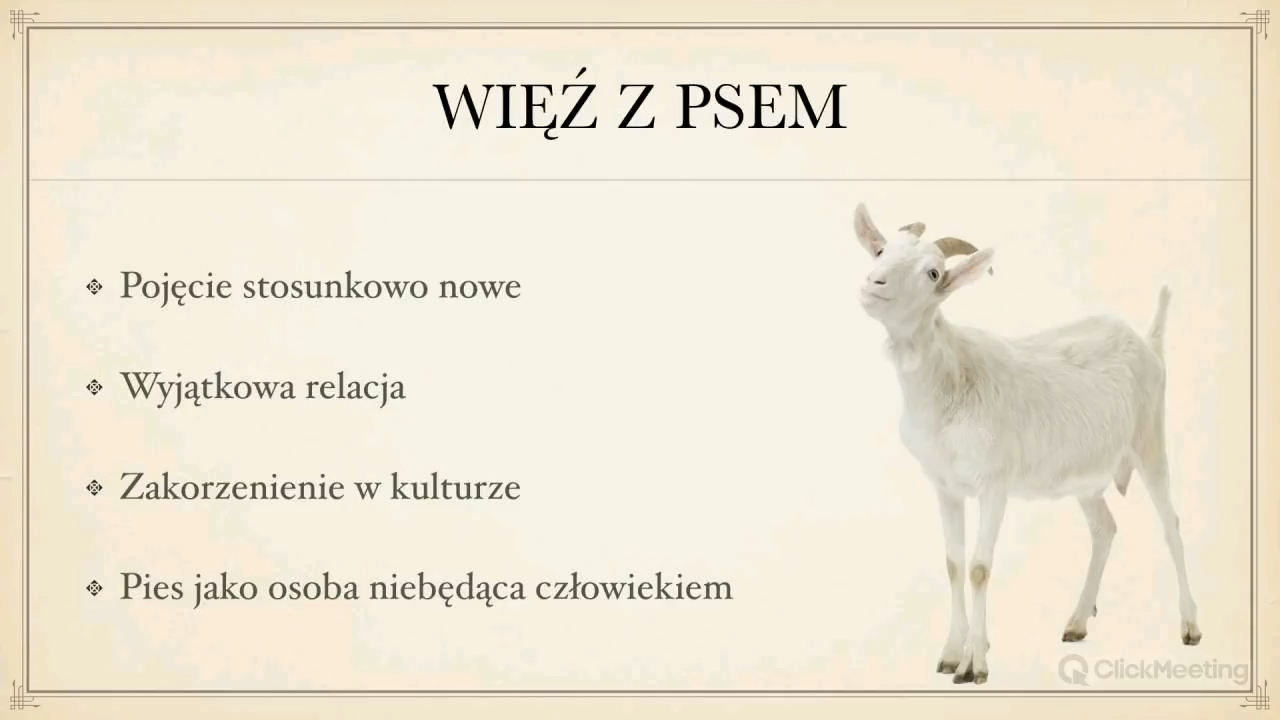 WIĘŹ Z PSEM
Pojęcie stosunkowo nowe
Wyjątkowa relacja
Zakorzenienie w kulturze
Pies jako osoba niebędąca człowiekiem
ClickMeeting